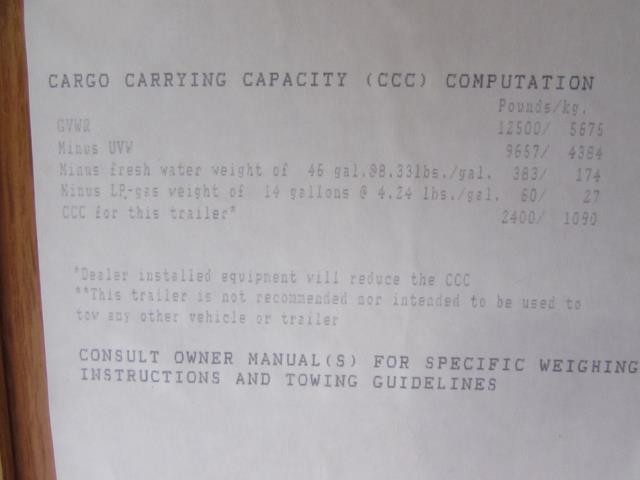 CARGO CARRYING CAPACITY (CCC) COMPUTATION
Pounds/kg.
GVWR 12500/ 5675
Minus UVW 9657/ 4384
Minus fresh water weight of 46 gal.@8.33lbs./gal. 383/ 174
Minus LP-gas weight of 14 gallons @ 4.24 lbs./gal. 60/ 27
CCC for this trailer* 2400/ 1090
*Dealer installed equipment will reduce the CCC
**This trailer is not recommended nor intended to be used to
tow any other vehicle or trailer
CONSULT OWNER MANUAL(S) FOR SPECIFIC WEIGHING
INSTRUCTIONS AND TOWING GUIDELINES